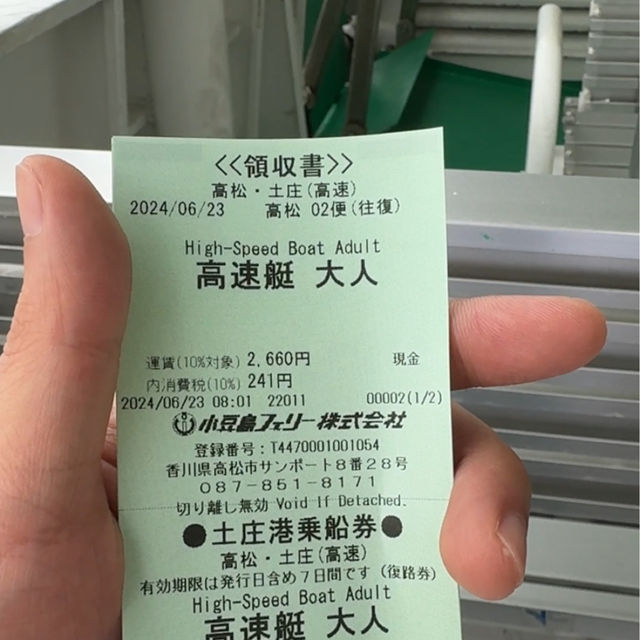 <<領収書>>
高松・土庄(高速)
2024/06/23 高松 02便(往復)
High-Speed Boat Adult
高速艇 大人
運賃(10%対象) 2,660円 現金
内消費税(10%) 241円
2024/06/23 08:01 22011 00002(1/2)
小豆島フェリー株式会社
登録番号:T4470001001054
香川県高松市サンポート8番28号
087-851-8171
切り離し無効 Void If Detached.
●土庄港乗船券●
高松・土庄(高速)
有効期限は発行日含め7日間です(復路券)
High-Speed Boat Adult
高速艇 大人